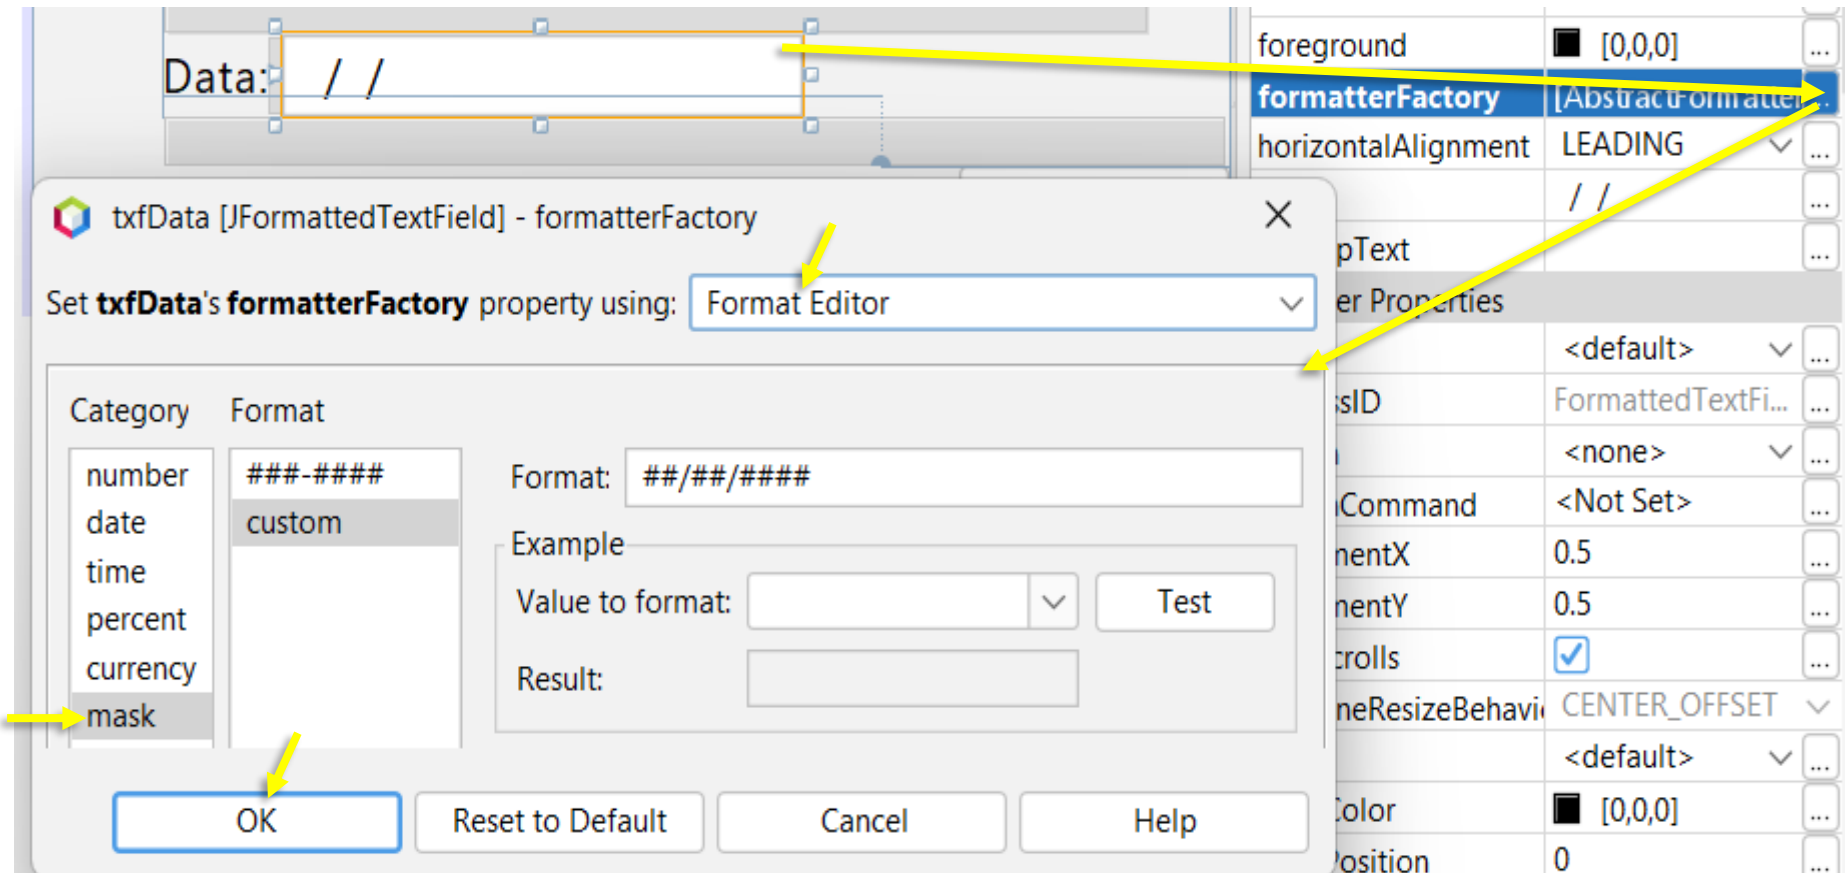 Data: / /
foreground [0,0,0] ...
formatterFactory [AbstractFormatter ...
horizontalAlignment LEADING ...
/ / ...
pText ...
er Properties
<default> ...
ssID FormattedTextFi... ...
<none> ...
Command <Not Set> ...
nentX 0.5 ...
nentY 0.5 ...
crolls ...
neResizeBehavi CENTER_OFFSET
<default> ...
Color [0,0,0] ...
Position 0 ...
txfData [JFormattedTextField] - formatterFactory
Set txfData's formatterFactory property using: Format Editor
Category Format
number
date
time
percent
currency
mask
###-####
custom
Format: ##/##/####
Example
Value to format: Test
Result:
OK Reset to Default Cancel Help